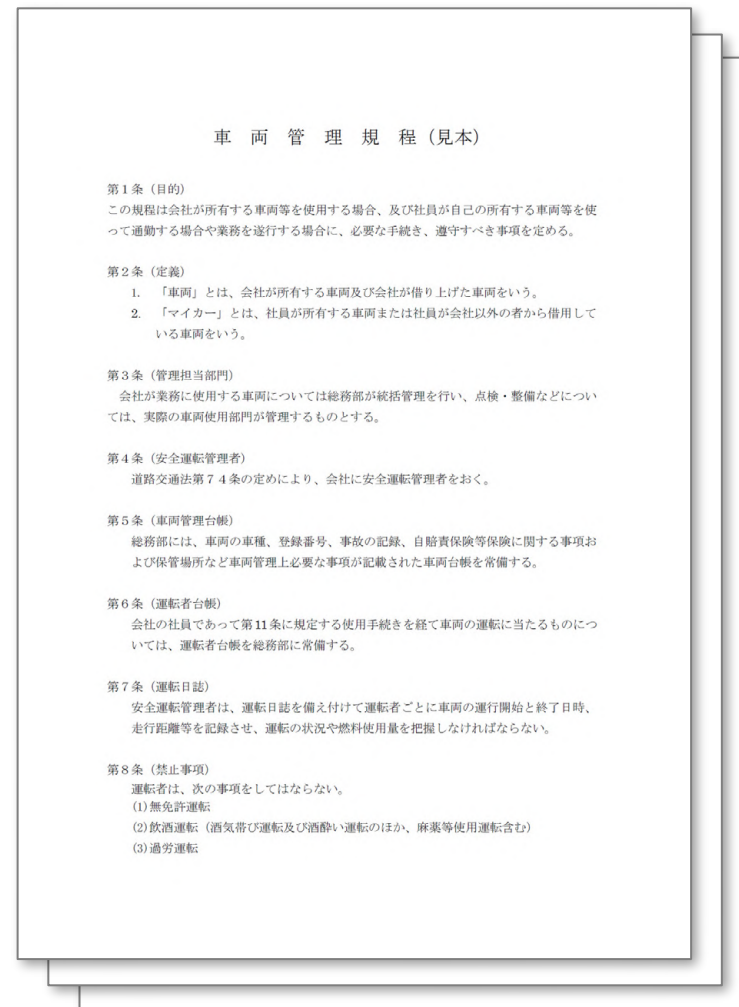 車 両 管 理 規 程（見本）
第１条（目的）
この規程は会社が所有する車両等を使用する場合、及び社員が自己の所有する車両等を使
って通勤する場合や業務を遂行する場合に、必要な手続き、遵守すべき事項を定める。
第２条（定義）
1. 「車両」とは、会社が所有する車両及び会社が借り上げた車両をいう。
2. 「マイカー」とは、社員が所有する車両または社員が会社以外の者から借用して
いる車両をいう。
第３条（管理担当部門）
会社が業務に使用する車両については総務部が統括管理を行い、点検・整備などについ
ては、実際の車両使用部門が管理するものとする。
第４条（安全運転管理者）
道路交通法第７４条の定めにより、会社に安全運転管理者をおく。
第５条（車両管理台帳）
総務部には、車両の車種、登録番号、事故の記録、自賠責保険等保険に関する事項お
よび保管場所など車両管理上必要な事項が記載された車両台帳を常備する。
第６条（運転者台帳）
会社の社員であって第11条に規定する使用手続きを経て車両の運転に当たるものにつ
いては、運転者台帳を総務部に常備する。
第７条（運転日誌）
安全運転管理者は、運転日誌を備え付けて運転者ごとに車両の運行開始と終了日時、
走行距離等を記録させ、運転の状況や燃料使用量を把握しなければならない。
第８条（禁止事項）
運転者は、次の事項をしてはならない。
(1)無免許運転
(2)飲酒運転（酒気帯び運転及び酒酔い運転のほか、麻薬等使用運転含む）
(3)過労運転